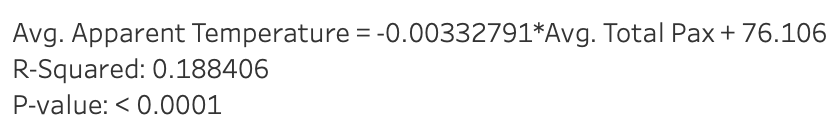 Avg. Apparent Temperature = -0.00332791*Avg. Total Pax + 76.106
R-Squared: 0.188406
P-value: < 0.0001